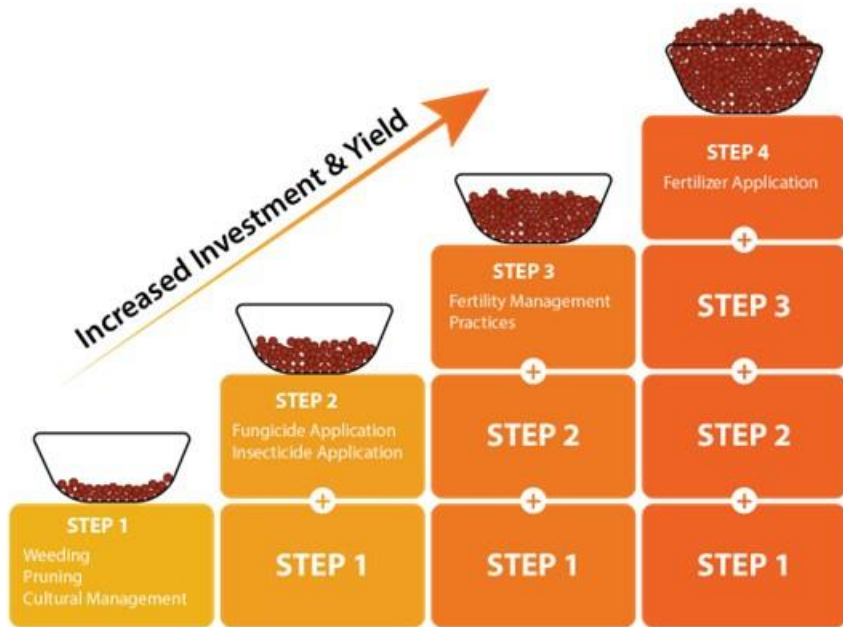 Increased Investment & Yield
STEP 4
Fertilizer Application
+
STEP 3
Fertility Management
Practices
STEP 3
+
+
STEP 2
Fungicide Application
Insecticide Application
STEP 2
STEP 2
+
+
+
STEP 1
Weeding
Pruning
Cultural Management
STEP 1
STEP 1
STEP 1